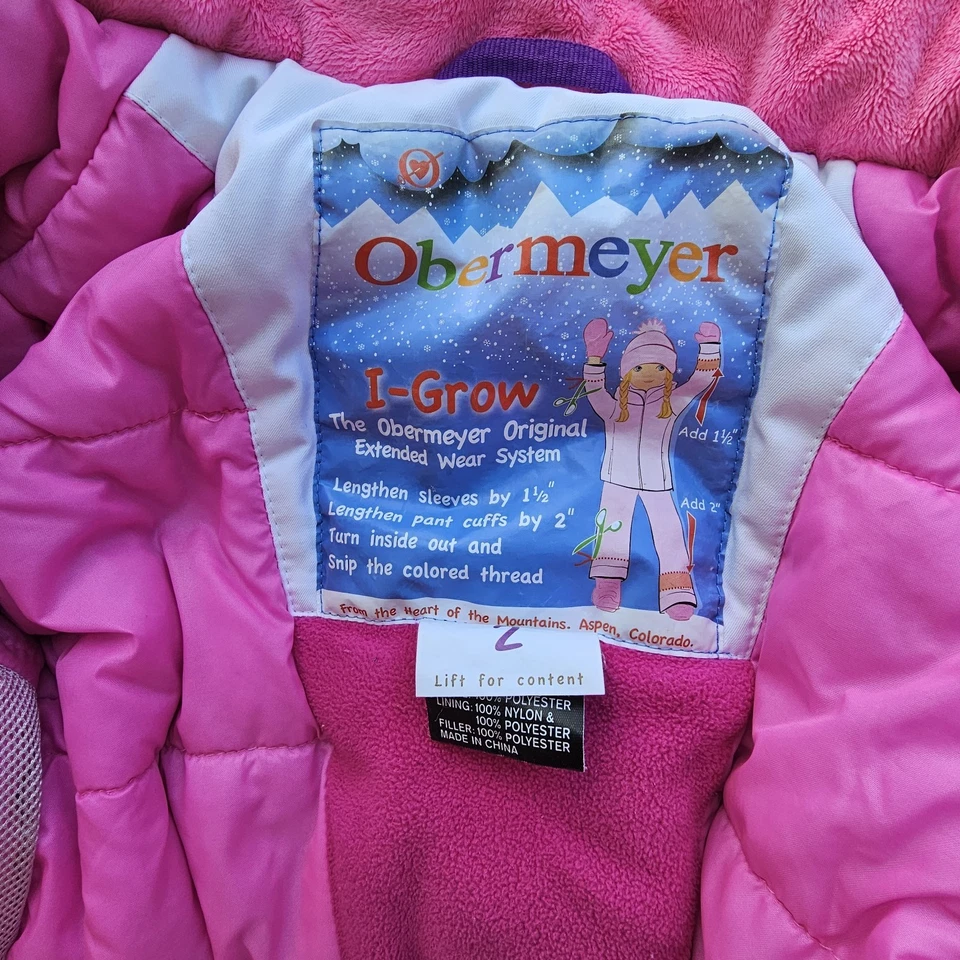 Obermeyer
I-Grow
The Obermeyer Original
Extended Wear System
Lengthen sleeves by 1½"
Lengthen pant cuffs by 2"
Turn inside out and
Snip the colored thread
Add 1½"
Add 2"
From the Heart of the Mountains. Aspen, Colorado.
Lift for content
100% POLYESTER
LINING: 100% NYLON &
100% POLYESTER
FILLER: 100% POLYESTER
MADE IN CHINA